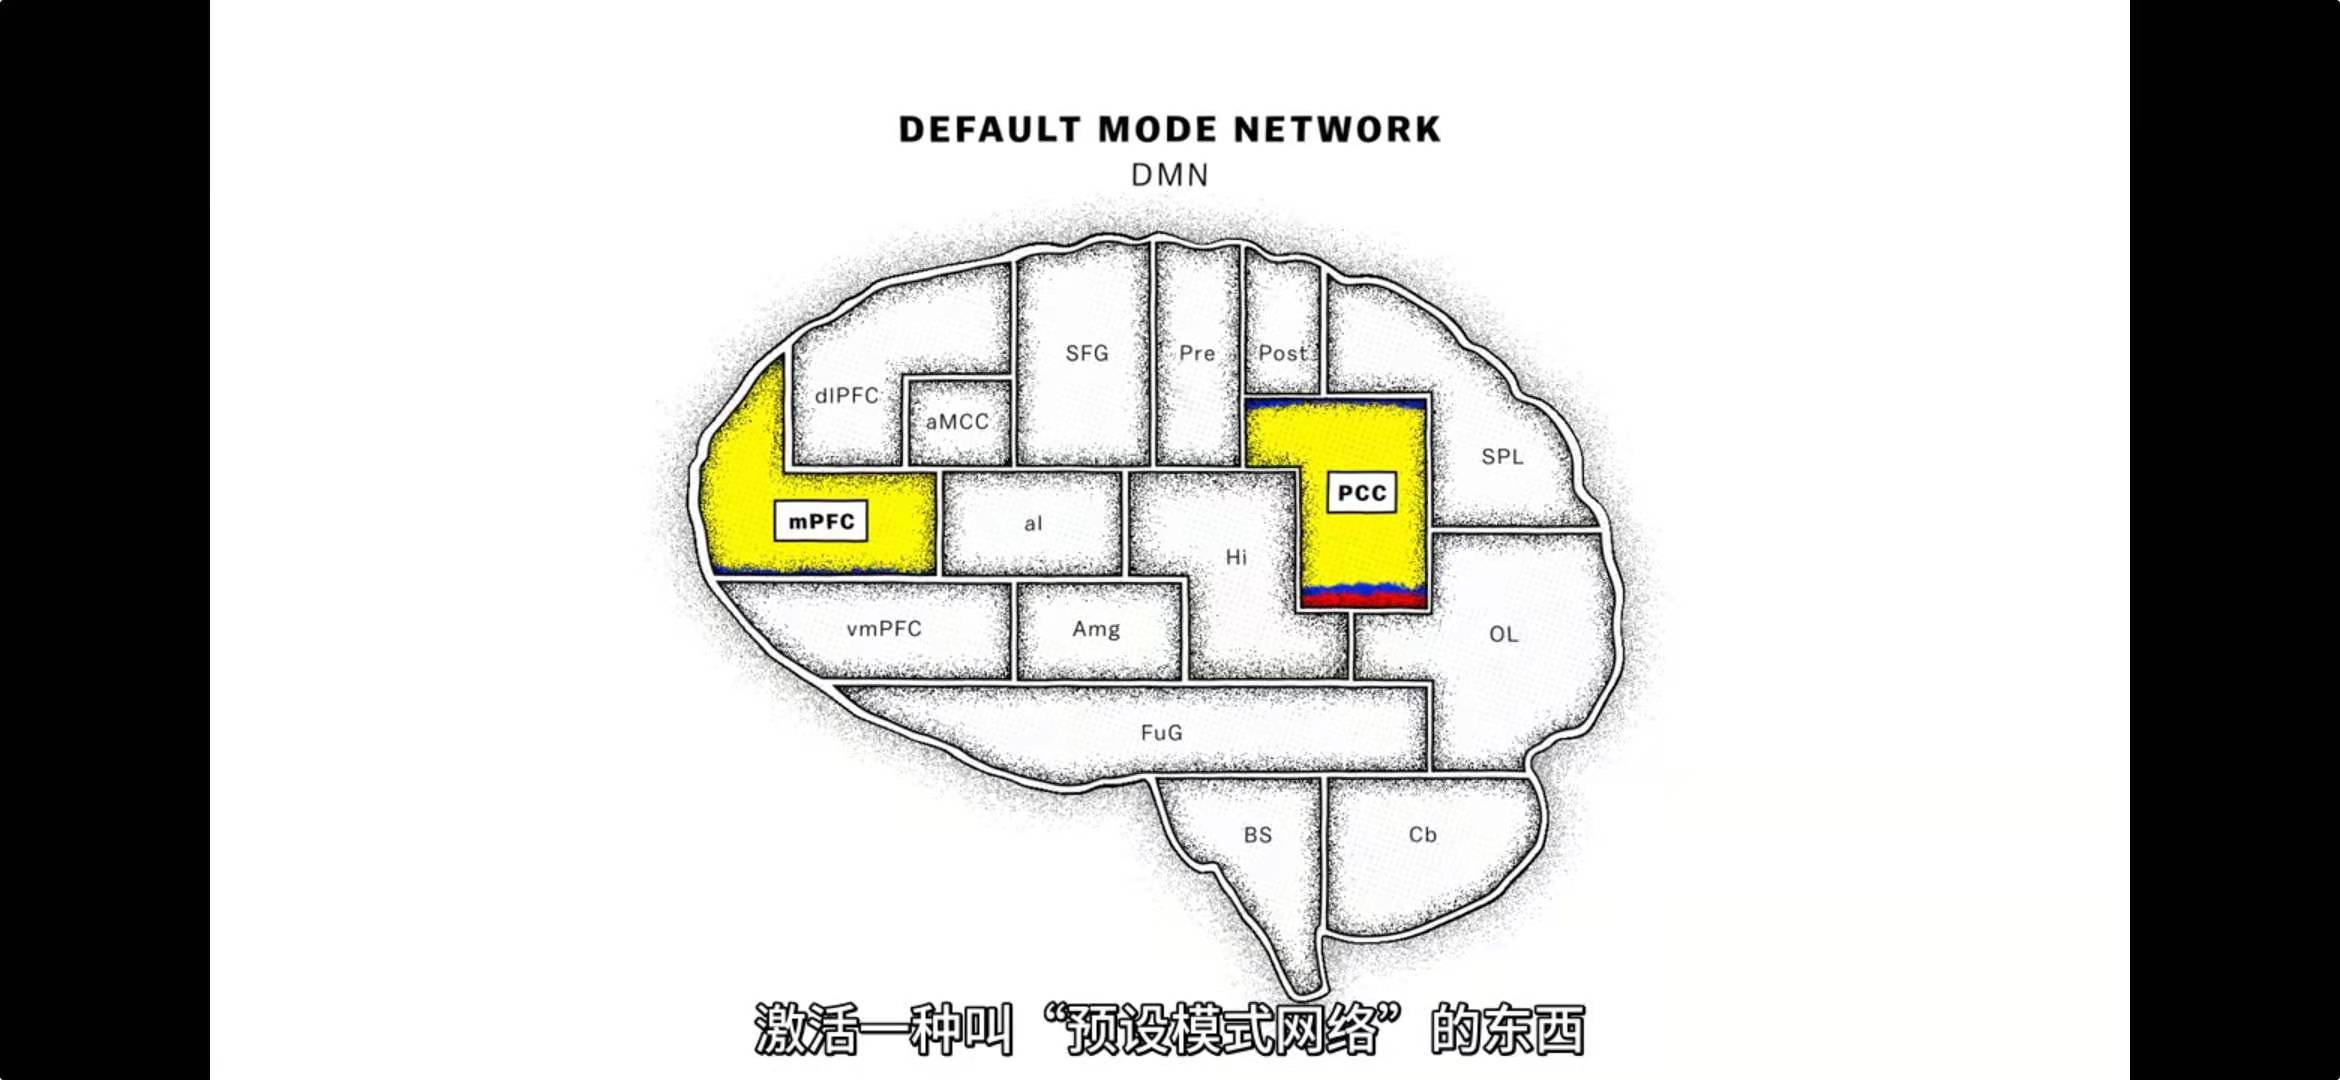 DEFAULT MODE NETWORK
DMN
SFG
Pre
Post
dlPFC
aMCC
SPL
PCC
mPFC
aI
Hi
vmPFC
Amg
OL
FuG
BS
Cb
激活一种叫“预设模式网络”的东西